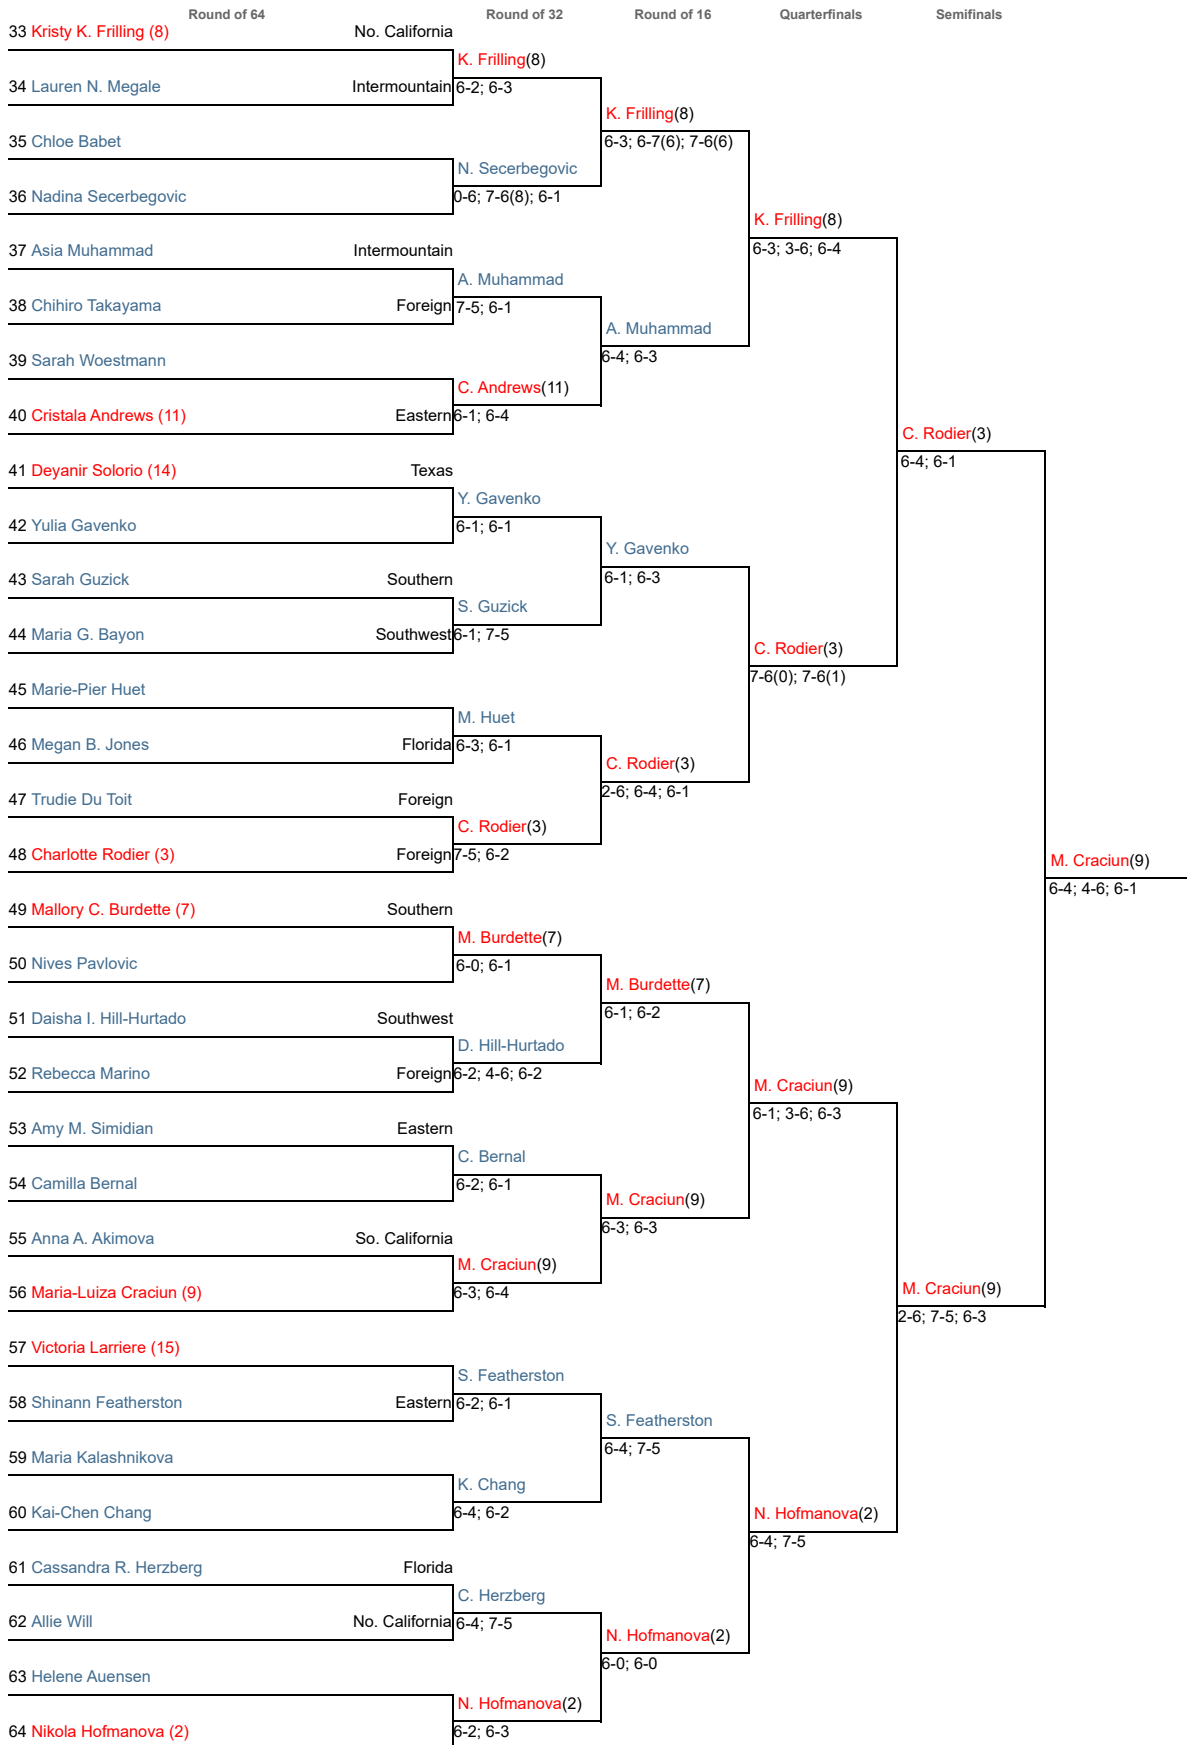 Round of 64 Round of 32 Round of 16 Quarterfinals Semifinals
33 Kristy K. Frilling (8) No. California
K. Frilling(8)
34 Lauren N. Megale Intermountain 6-2; 6-3
K. Frilling(8)
35 Chloe Babet 6-3; 6-7(6); 7-6(6)
N. Secerbegovic
36 Nadina Secerbegovic 0-6; 7-6(8); 6-1
K. Frilling(8)
37 Asia Muhammad Intermountain 6-3; 3-6; 6-4
A. Muhammad
38 Chihiro Takayama Foreign 7-5; 6-1
A. Muhammad
39 Sarah Woestmann 6-4; 6-3
C. Andrews(11)
40 Cristala Andrews (11) Eastern 6-1; 6-4
C. Rodier(3)
41 Deyanir Solorio (14) Texas 6-4; 6-1
Y. Gavenko
42 Yulia Gavenko 6-1; 6-1
Y. Gavenko
43 Sarah Guzick Southern 6-1; 6-3
S. Guzick
44 Maria G. Bayon Southwest 6-1; 7-5
C. Rodier(3)
45 Marie-Pier Huet 7-6(0); 7-6(1)
M. Huet
46 Megan B. Jones Florida 6-3; 6-1
C. Rodier(3)
47 Trudie Du Toit Foreign 2-6; 6-4; 6-1
C. Rodier(3)
48 Charlotte Rodier (3) Foreign 7-5; 6-2
M. Craciun(9)
6-4; 4-6; 6-1
49 Mallory C. Burdette (7) Southern
M. Burdette(7)
50 Nives Pavlovic 6-0; 6-1
M. Burdette(7)
51 Daisha I. Hill-Hurtado Southwest 6-1; 6-2
D. Hill-Hurtado
52 Rebecca Marino Foreign 6-2; 4-6; 6-2
M. Craciun(9)
53 Amy M. Simidian Eastern 6-1; 3-6; 6-3
C. Bernal
54 Camilla Bernal 6-2; 6-1
M. Craciun(9)
55 Anna A. Akimova So. California 6-3; 6-3
M. Craciun(9)
56 Maria-Luiza Craciun (9) 6-3; 6-4
M. Craciun(9)
2-6; 7-5; 6-3
57 Victoria Larriere (15)
S. Featherston
58 Shinann Featherston Eastern 6-2; 6-1
S. Featherston
59 Maria Kalashnikova 6-4; 7-5
K. Chang
60 Kai-Chen Chang 6-4; 6-2
N. Hofmanova(2)
6-4; 7-5
61 Cassandra R. Herzberg Florida
C. Herzberg
62 Allie Will No. California 6-4; 7-5
N. Hofmanova(2)
63 Helene Auensen 6-0; 6-0
N. Hofmanova(2)
64 Nikola Hofmanova (2) 6-2; 6-3